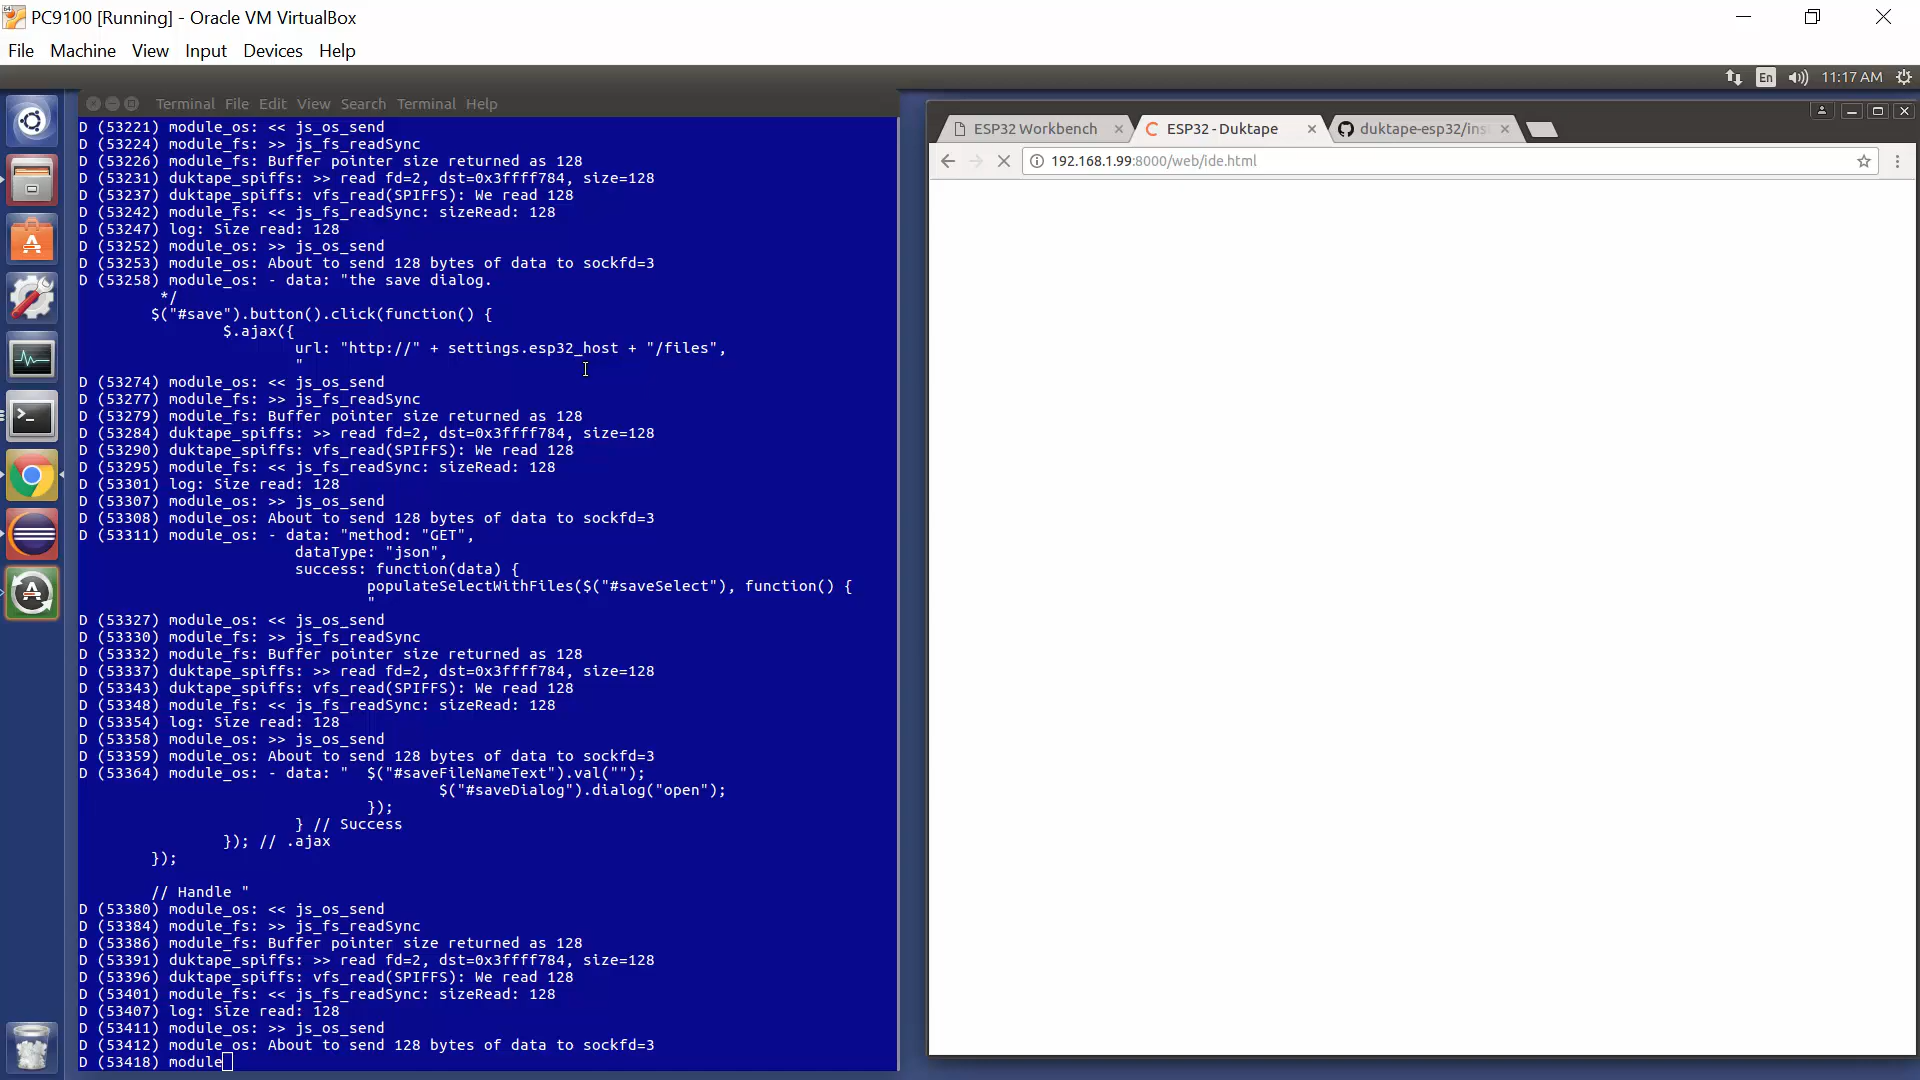 PC9100 [Running] - Oracle VM VirtualBox
File Machine View Input Devices Help
En 11:17 AM
Terminal File Edit View Search Terminal Help
D (53221) module_os: << js_os_send
D (53224) module_fs: >> js_fs_readSync
D (53226) module_fs: Buffer pointer size returned as 128
D (53231) duktape_spiffs: >> read fd=2, dst=0x3ffff784, size=128
D (53237) duktape_spiffs: vfs_read(SPIFFS): We read 128
D (53242) module_fs: << js_fs_readSync: sizeRead: 128
D (53247) log: Size read: 128
D (53252) module_os: >> js_os_send
D (53253) module_os: About to send 128 bytes of data to sockfd=3
D (53258) module_os: - data: "the save dialog.
*/
$("#save").button().click(function() {
$.ajax({
url: "http://" + settings.esp32_host + "/files",
"
D (53274) module_os: << js_os_send
D (53277) module_fs: >> js_fs_readSync
D (53279) module_fs: Buffer pointer size returned as 128
D (53284) duktape_spiffs: >> read fd=2, dst=0x3ffff784, size=128
D (53290) duktape_spiffs: vfs_read(SPIFFS): We read 128
D (53295) module_fs: << js_fs_readSync: sizeRead: 128
D (53301) log: Size read: 128
D (53307) module_os: >> js_os_send
D (53308) module_os: About to send 128 bytes of data to sockfd=3
D (53311) module_os: - data: "method: "GET",
dataType: "json",
success: function(data) {
populateSelectWithFiles($("#saveSelect"), function() {
"
D (53327) module_os: << js_os_send
D (53330) module_fs: >> js_fs_readSync
D (53332) module_fs: Buffer pointer size returned as 128
D (53337) duktape_spiffs: >> read fd=2, dst=0x3ffff784, size=128
D (53343) duktape_spiffs: vfs_read(SPIFFS): We read 128
D (53348) module_fs: << js_fs_readSync: sizeRead: 128
D (53354) log: Size read: 128
D (53358) module_os: >> js_os_send
D (53359) module_os: About to send 128 bytes of data to sockfd=3
D (53364) module_os: - data: " $("#saveFileNameText").val("");
$("#saveDialog").dialog("open");
});
} // Success
}); // .ajax
});
// Handle "
D (53380) module_os: << js_os_send
D (53384) module_fs: >> js_fs_readSync
D (53386) module_fs: Buffer pointer size returned as 128
D (53391) duktape_spiffs: >> read fd=2, dst=0x3ffff784, size=128
D (53396) duktape_spiffs: vfs_read(SPIFFS): We read 128
D (53401) module_fs: << js_fs_readSync: sizeRead: 128
D (53407) log: Size read: 128
D (53411) module_os: >> js_os_send
D (53412) module_os: About to send 128 bytes of data to sockfd=3
D (53418) module
ESP32 Workbench
ESP32 - Duktape
duktape-esp32/ins
192.168.1.99:8000/web/ide.html